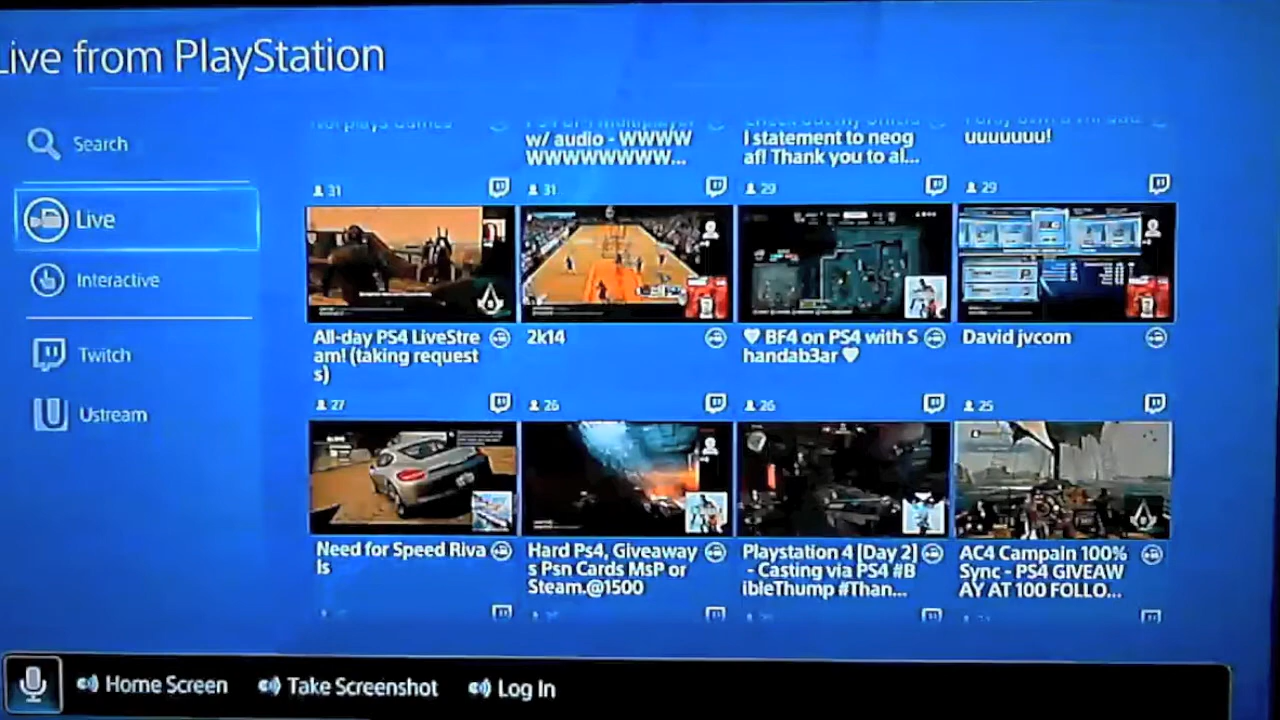 Live from PlayStation
Search
Live
Interactive
Twitch
Ustream
w/ audio - WWWW
WWWWWWWWW...
I statement to neog
af! Thank you to al...
uuuuuuu!
31
31
29
29
All-day PS4 LiveStre
am! (taking request
s)
2k14
♥ BF4 on PS4 with S
handab3ar ♥
David jvcom
27
26
26
25
Need for Speed Riva
ls
Hard Ps4, Giveaway
s Psn Cards MsP or
Steam.@1500
Playstation 4 [Day 2]
- Casting via PS4 #B
ibleThump #Than...
AC4 Campain 100%
Sync - PS4 GIVEAW
AY AT 100 FOLLO...
Home Screen
Take Screenshot
Log In